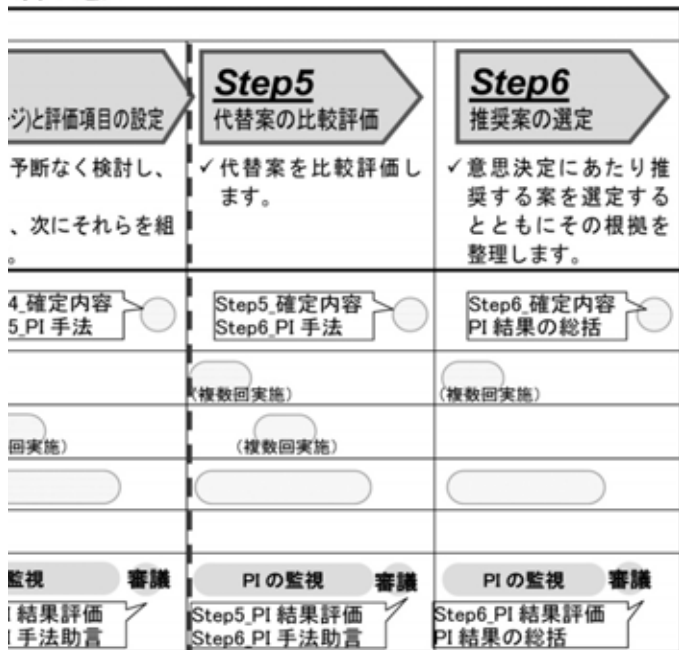 Step5
Step6
ジ)と評価項目の設定
代替案の比較評価
推奨案の選定
予断なく検討し、
、次にそれらを組
。
✓代替案を比較評価し
ます。
✓意思決定にあたり推
奨する案を選定する
とともにその根拠を
整理します。
4_確定内容
5_PI 手法
Step5_確定内容
Step6_PI 手法
Step6_確定内容
PI 結果の総括
(複数回実施)
(複数回実施)
回実施)
(複数回実施)
監視
審議
PI の監視
審議
PI の監視
審議
結果評価
手法助言
Step5_PI 結果評価
Step6_PI 手法助言
Step6_PI 結果評価
PI 結果の総括